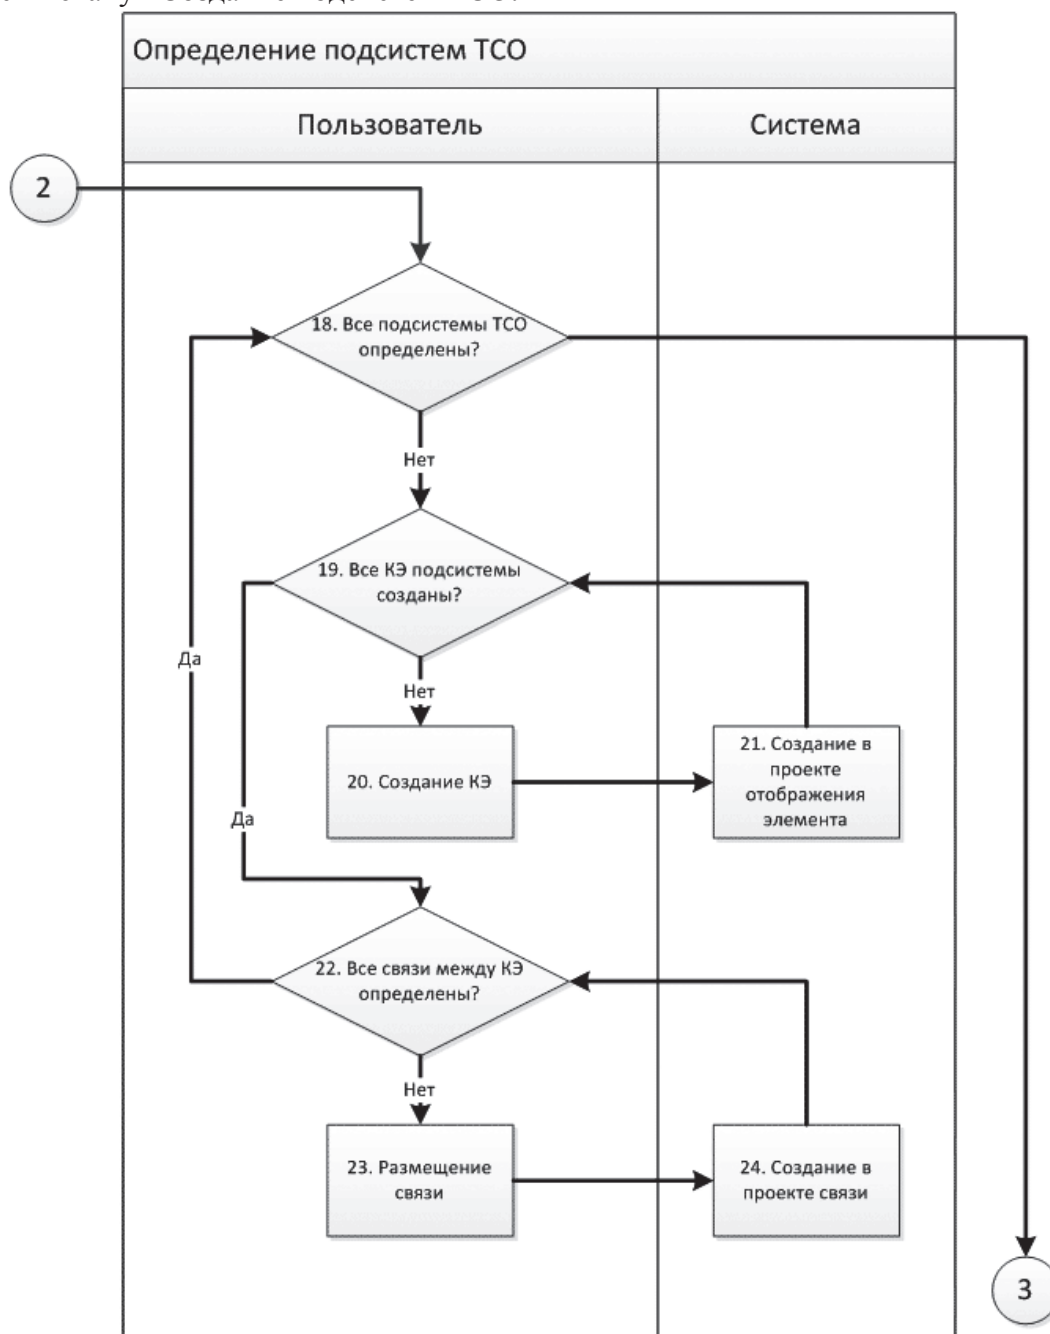 Определение подсистем ТСО
Пользователь
Система
2
18. Все подсистемы ТСО
определены?
Нет
19. Все КЭ подсистемы
созданы?
Да
Нет
20. Создание КЭ
21. Создание в
проекте
отображения
элемента
Да
22. Все связи между КЭ
определены?
Нет
23. Размещение
связи
24. Создание в
проекте связи
3